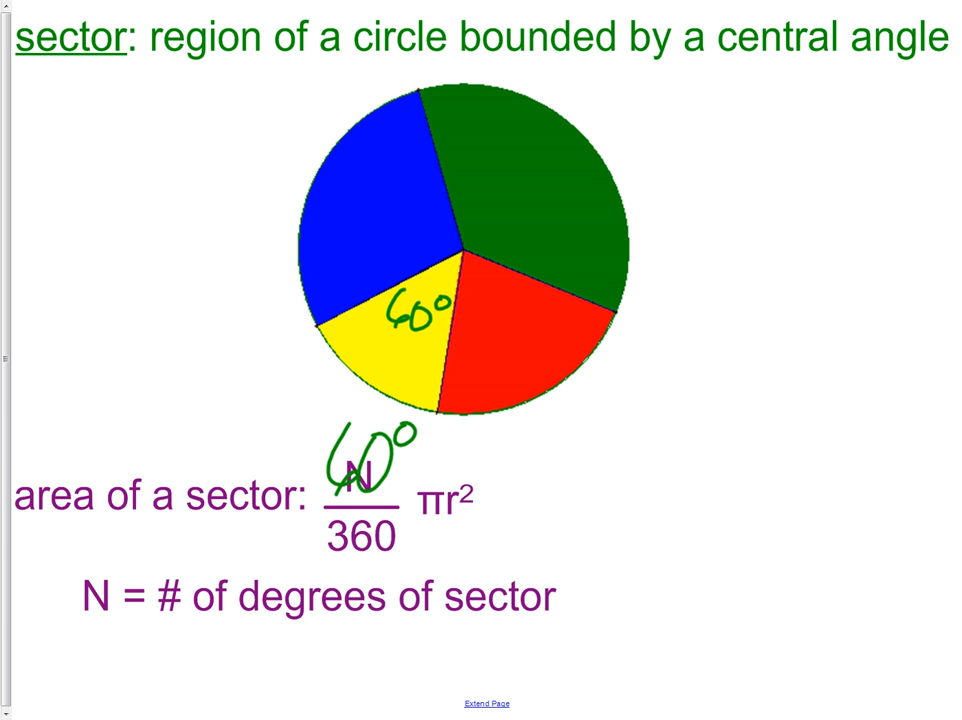 sector: region of a circle bounded by a central angle
60°
60°
N
area of a sector: ― πr²
360
N = # of degrees of sector
Extend Page